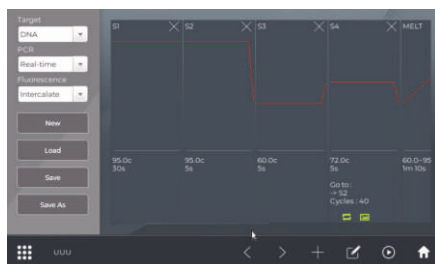 Target
DNA
PCR
Real-time
Fluorescence
Intercalate
New
Load
Save
Save As
S1
S2
S3
S4
MELT
95.0c
30s
95.0c
5s
60.0c
5s
72.0c
5s
Go to :
-> S2
Cycles : 40
60.0~95
1m 10s
UUU